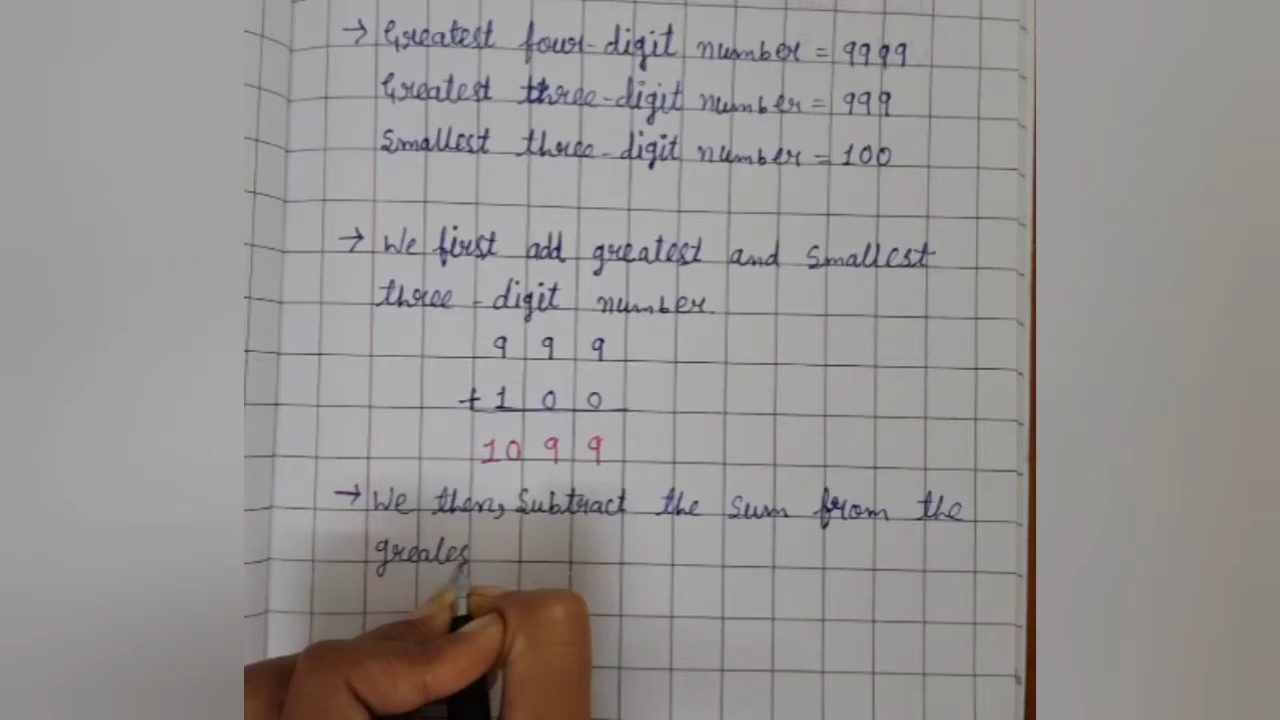 → Greatest four-digit number = 9999
Greatest three-digit number = 999
Smallest three-digit number = 100
→ We first add greatest and smallest
three-digit number.
9 9 9
+ 1 0 0
10 9 9
→ We then, subtract the sum from the
greates